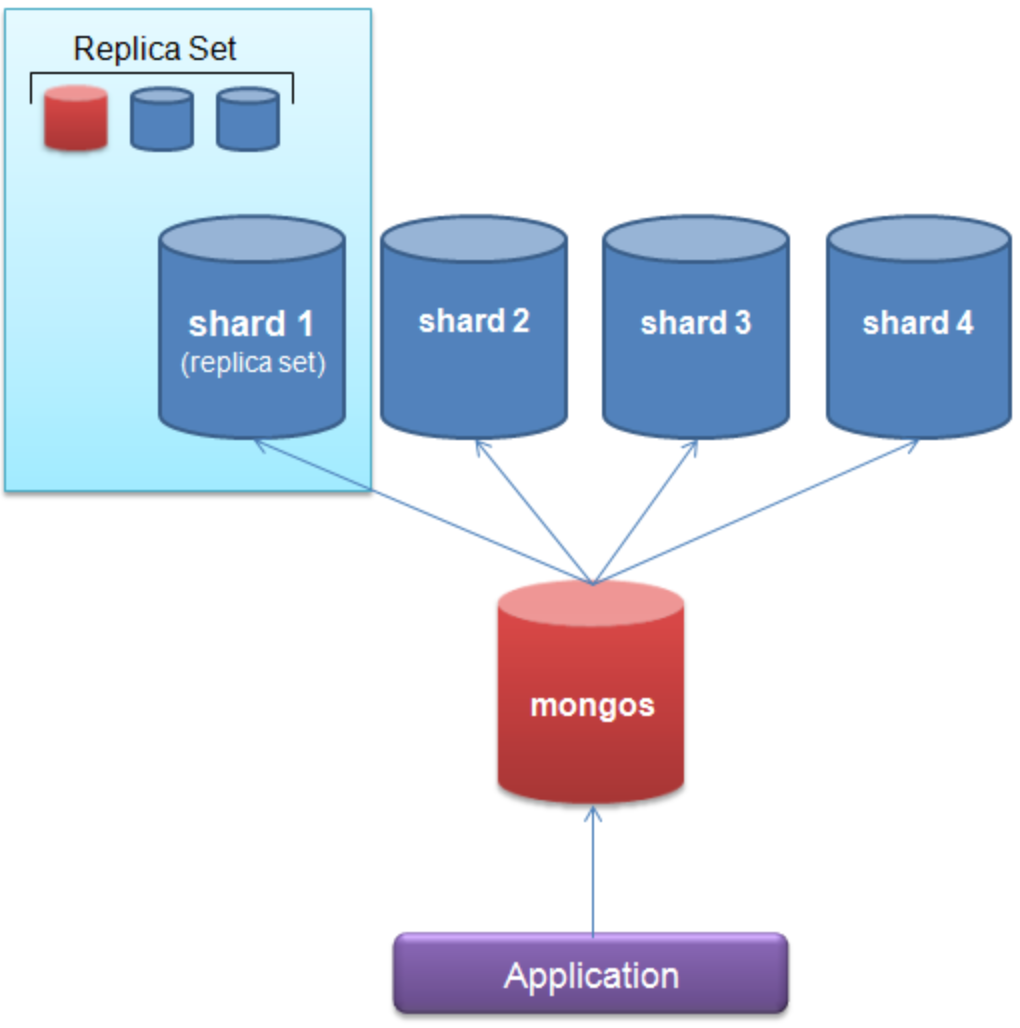 Replica Set
shard 1
(replica set)
shard 2
shard 3
shard 4
mongos
Application